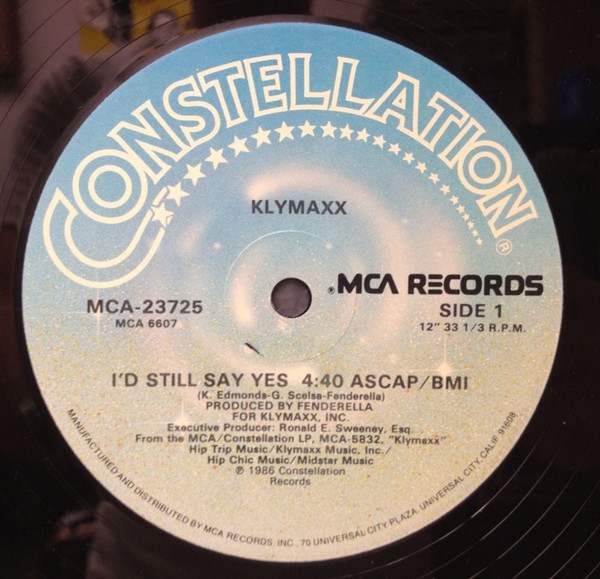 CONSTELLATION®
KLYMAXX
®MCA RECORDS
MCA-23725
MCA 6607
SIDE 1
12" 33 1/3 R.P.M.
I'D STILL SAY YES 4:40 ASCAP/BMI
(K. Edmonds-G. Scelsa-Fenderella)
PRODUCED BY FENDERELLA
FOR KLYMAXX, INC.
Executive Producer: Ronald E. Sweeney, Esq.
From the MCA/Constellation LP, MCA-5832, "Klymaxx"
Hip Trip Music/Klymaxx Music, Inc./
Hip Chic Music/Midstar Music
℗ 1986 Constellation
Records
MANUFACTURED AND DISTRIBUTED BY MCA RECORDS, INC., 70 UNIVERSAL CITY PLAZA, UNIVERSAL CITY, CALIF. 91608